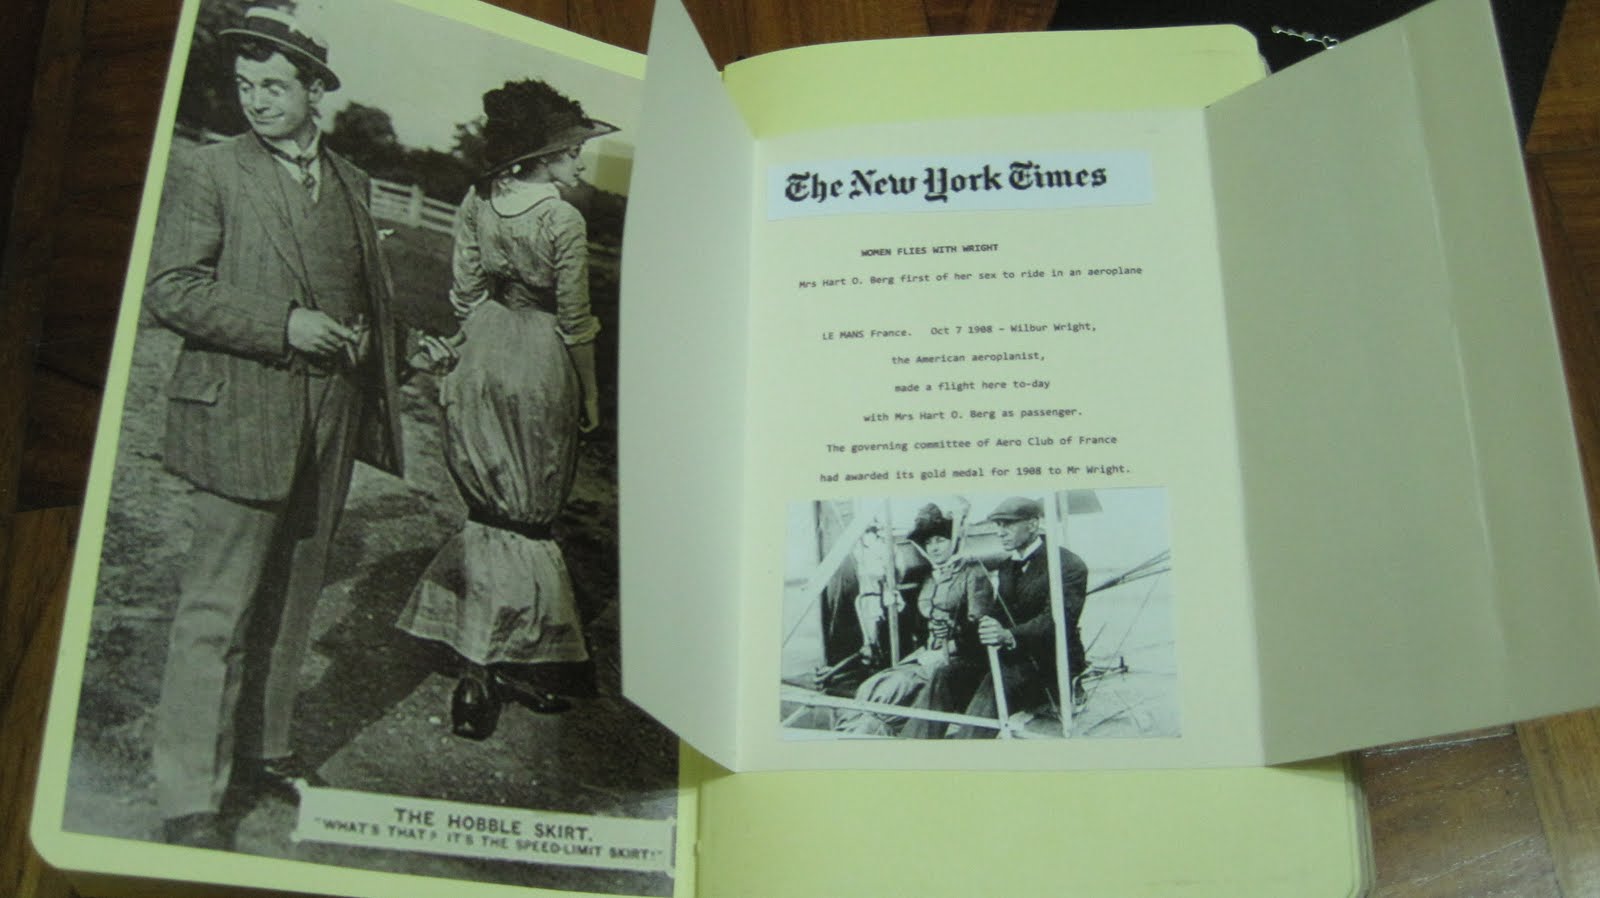 THE HOBBLE SKIRT.
"WHAT'S THAT? IT'S THE SPEED-LIMIT SKIRT!"
The New York Times
WOMEN FLIES WITH WRIGHT
Mrs Hart O. Berg first of her sex to ride in an aeroplane
LE MANS France. Oct 7 1908 – Wilbur Wright,
the American aeroplanist,
made a flight here to-day
with Mrs Hart O. Berg as passenger.
The governing committee of Aero Club of France
had awarded its gold medal for 1908 to Mr Wright.